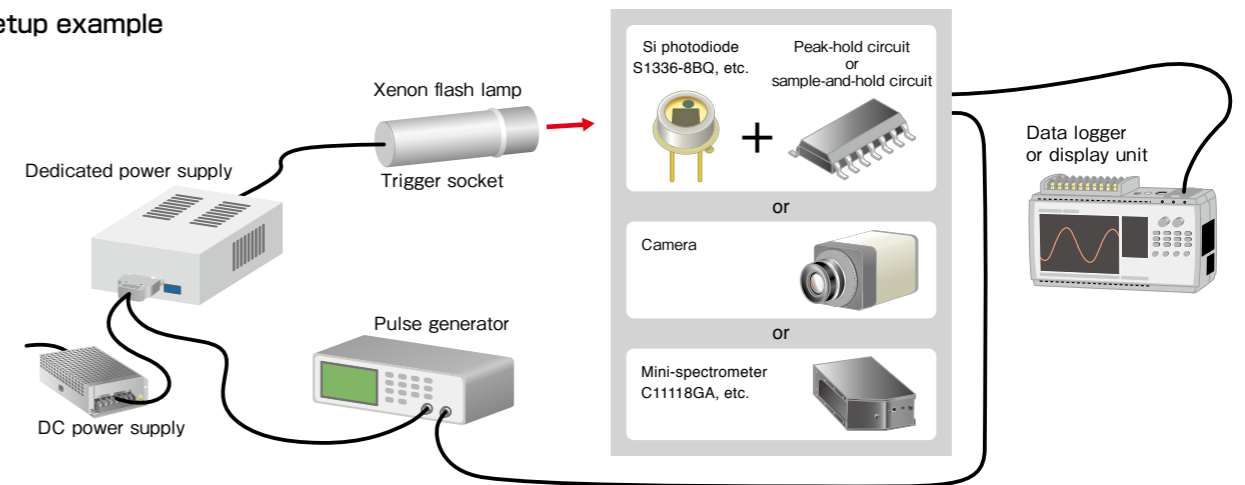 etup example
Xenon flash lamp
Trigger socket
Dedicated power supply
DC power supply
Pulse generator
Si photodiode
S1336-8BQ, etc.
Peak-hold circuit
or
sample-and-hold circuit
or
Camera
or
Mini-spectrometer
C11118GA, etc.
Data logger
or display unit